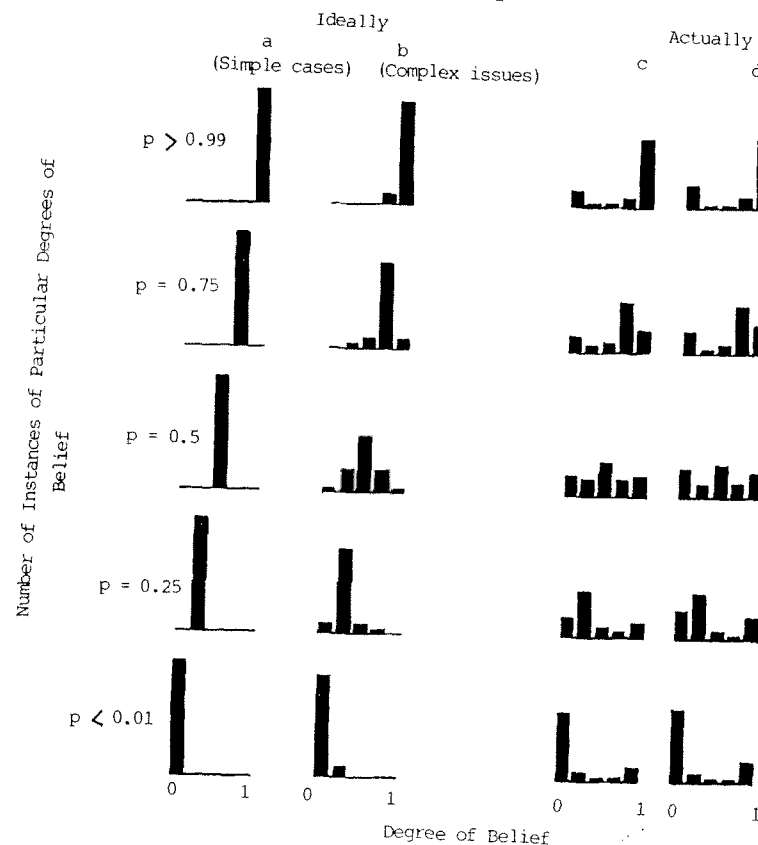 Ideally
Actually
a
b
c
d
(Simple cases)
(Complex issues)
p > 0.99
p = 0.75
p = 0.5
p = 0.25
p < 0.01
Number of Instances of Particular Degrees of
Belief
0 1
0 1
0 1
0 1
Degree of Belief